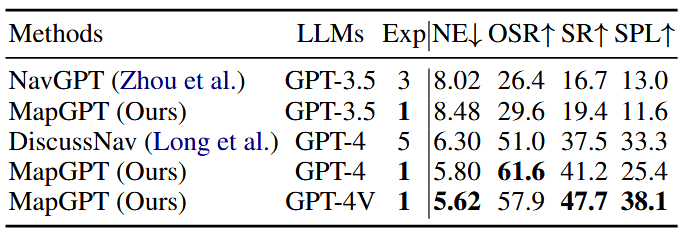 Methods LLMs Exp NE↓ OSR↑ SR↑ SPL↑
NavGPT (Zhou et al.) GPT-3.5 3 8.02 26.4 16.7 13.0
MapGPT (Ours) GPT-3.5 1 8.48 29.6 19.4 11.6
DiscussNav (Long et al.) GPT-4 5 6.30 51.0 37.5 33.3
MapGPT (Ours) GPT-4 1 5.80 61.6 41.2 25.4
MapGPT (Ours) GPT-4V 1 5.62 57.9 47.7 38.1